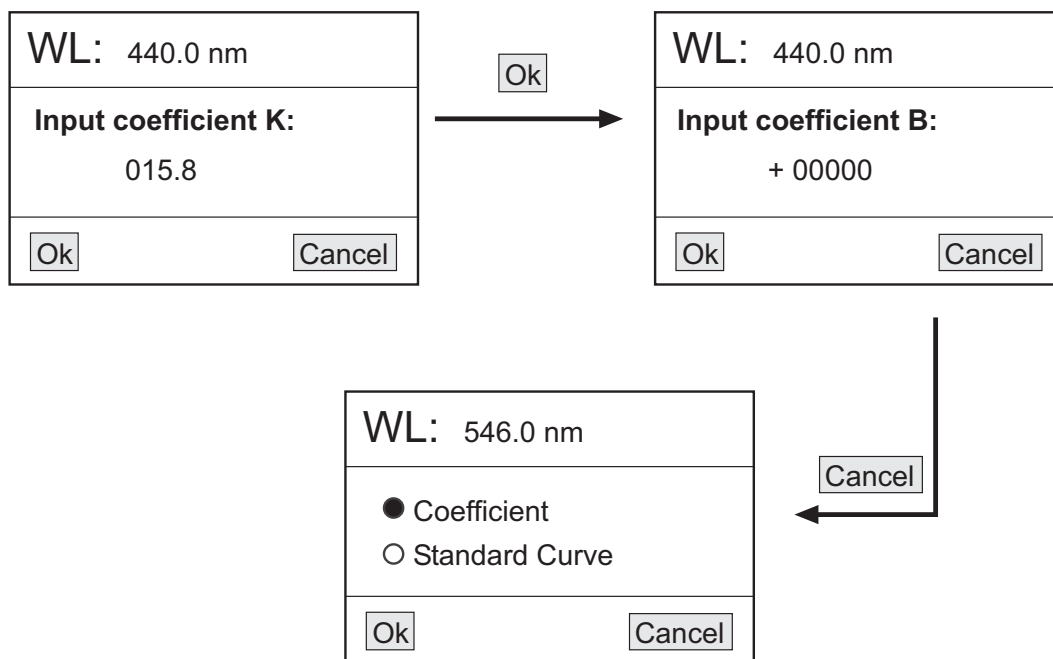 WL: 440.0 nm
Input coefficient K:
015.8
Ok Cancel
Ok
WL: 440.0 nm
Input coefficient B:
+ 00000
Ok Cancel
Cancel
WL: 546.0 nm
Coefficient
Standard Curve
Ok Cancel